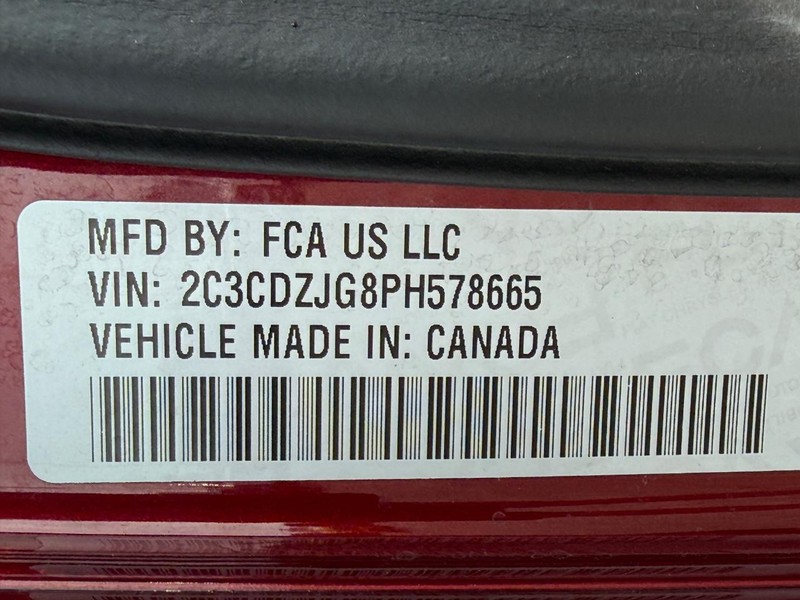 MFD BY: FCA US LLC
VIN: 2C3CDZJG8PH578665
VEHICLE MADE IN: CANADA